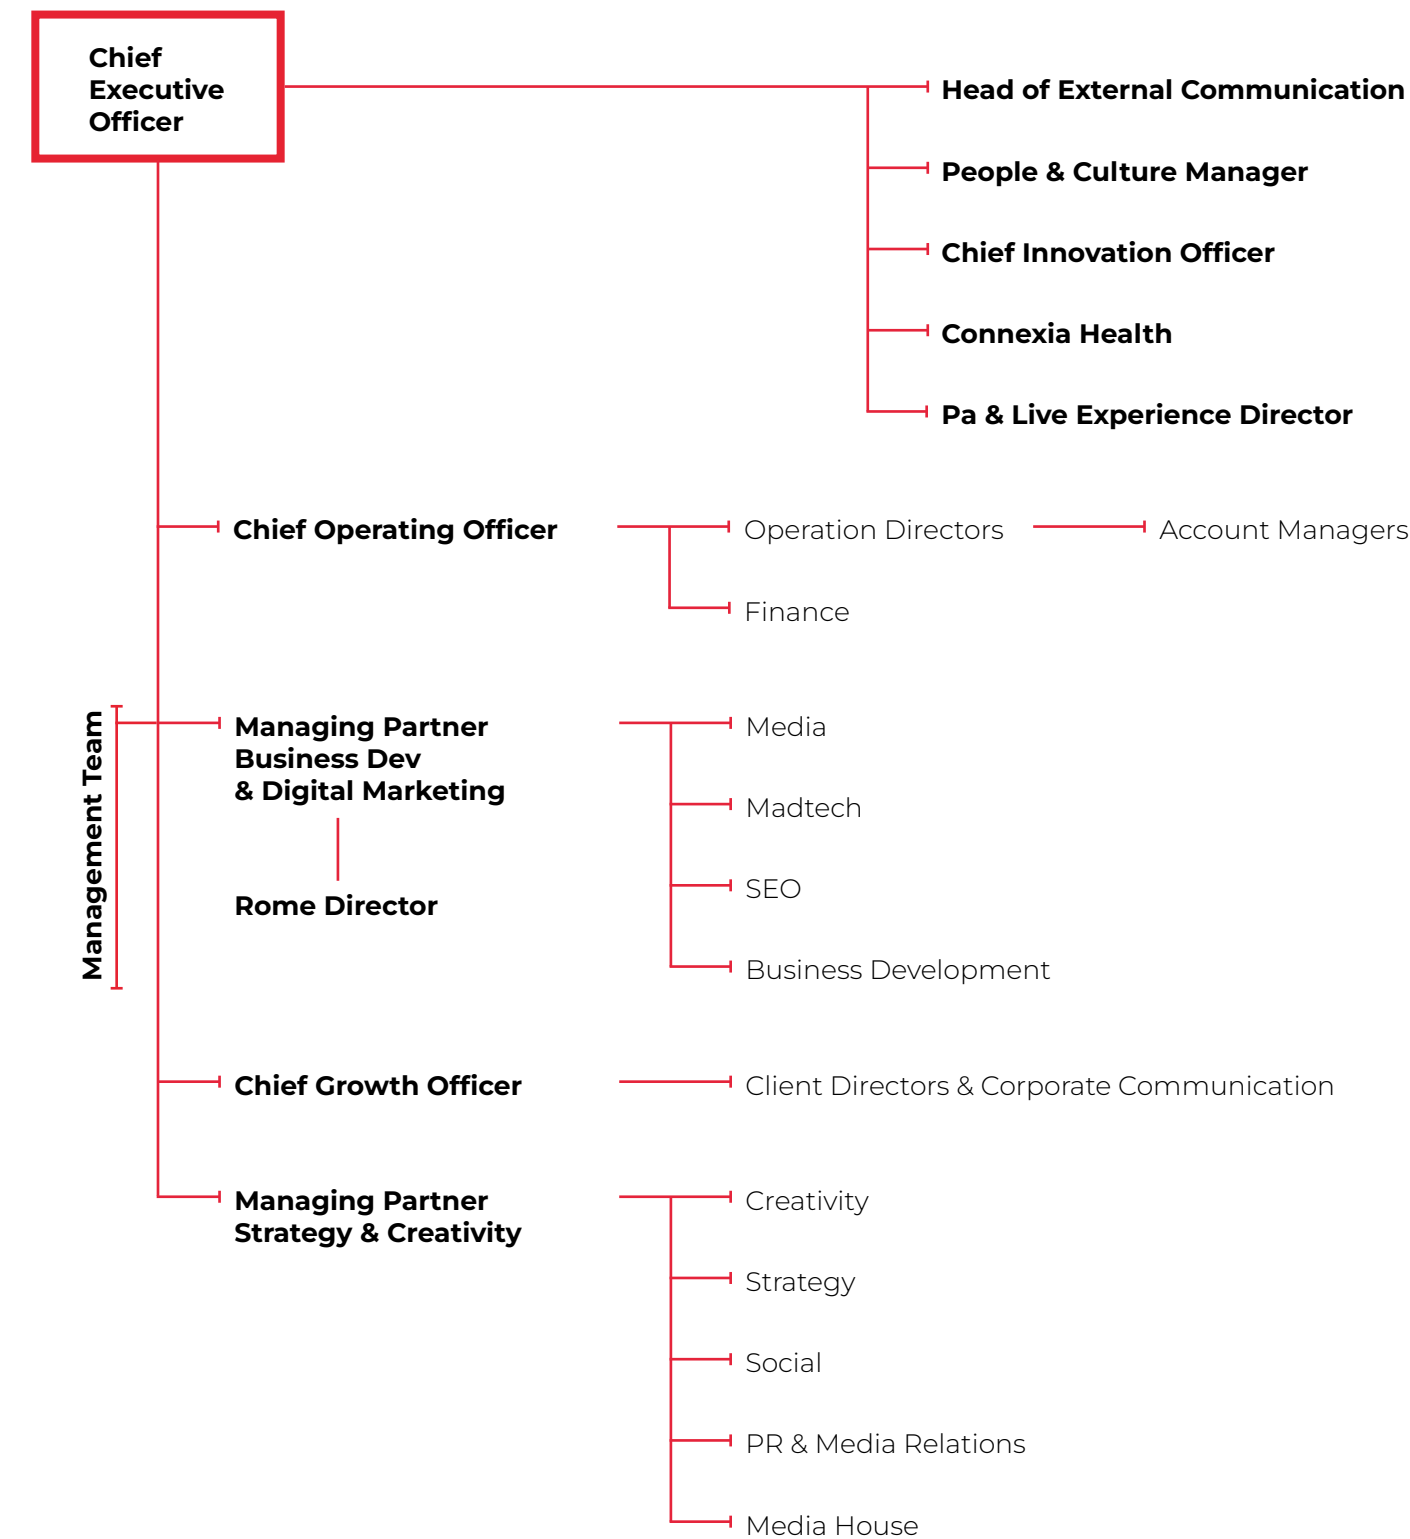 Chief
Executive
Officer
Head of External Communication
People & Culture Manager
Chief Innovation Officer
Connexia Health
Pa & Live Experience Director
Chief Operating Officer
Operation Directors
Account Managers
Finance
Management Team
Managing Partner
Business Dev
& Digital Marketing
Rome Director
Media
Madtech
SEO
Business Development
Chief Growth Officer
Client Directors & Corporate Communication
Managing Partner
Strategy & Creativity
Creativity
Strategy
Social
PR & Media Relations
Media House